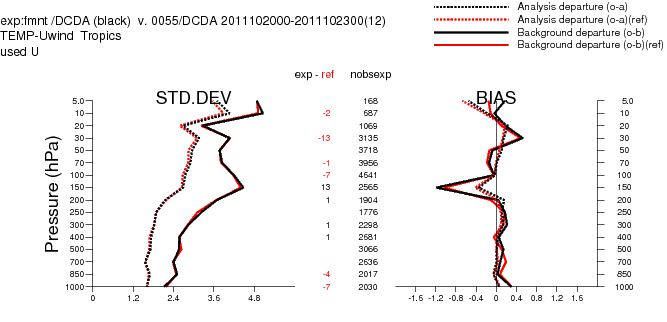 exp:fmnt /DCDA (black)  v. 0055/DCDA 2011102000-2011102300(12)
TEMP-Uwind  Tropics
used U
Analysis departure (o-a)
Analysis departure (o-a)(ref)
Background departure (o-b)
Background departure (o-b)(ref)
exp - ref nobsexp
STD.DEV BIAS
Pressure (hPa)
5.0 168 5.0
10 -2 587 10
20 1069 20
30 -13 3135 30
50 3718 50
70 -1 3956 70
100 -7 4641 100
150 13 2565 150
200 1 1904 200
250 1776 250
300 1 2298 300
400 1 2681 400
500 3066 500
700 2636 700
850 -4 2017 850
1000 -7 2030 1000
0 1.2 2.4 3.6 4.8
-1.6 -1.2 -0.8 -0.4 0 0.4 0.8 1.2 1.6